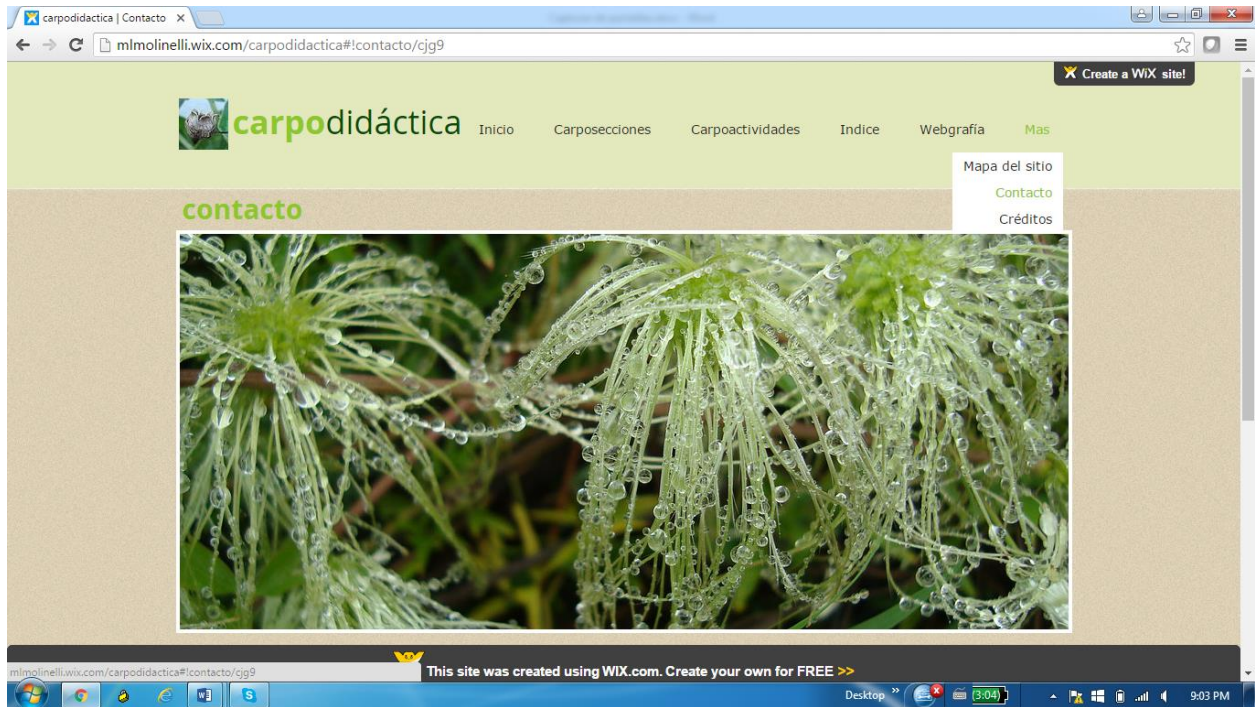 carpodidactica | Contacto
mlmolinelli.wix.com/carpodidactica#!contacto/cjg9
Create a WiX site!
carpodidáctica
Inicio Carposecciones Carpoactividades Indice Webgrafía Mas
Mapa del sitio
Contacto
Créditos
contacto
This site was created using WIX.com. Create your own for FREE >>
mlmolinelli.wix.com/carpodidactica#!contacto/cjg9
Desktop » (3:04) 9:03 PM